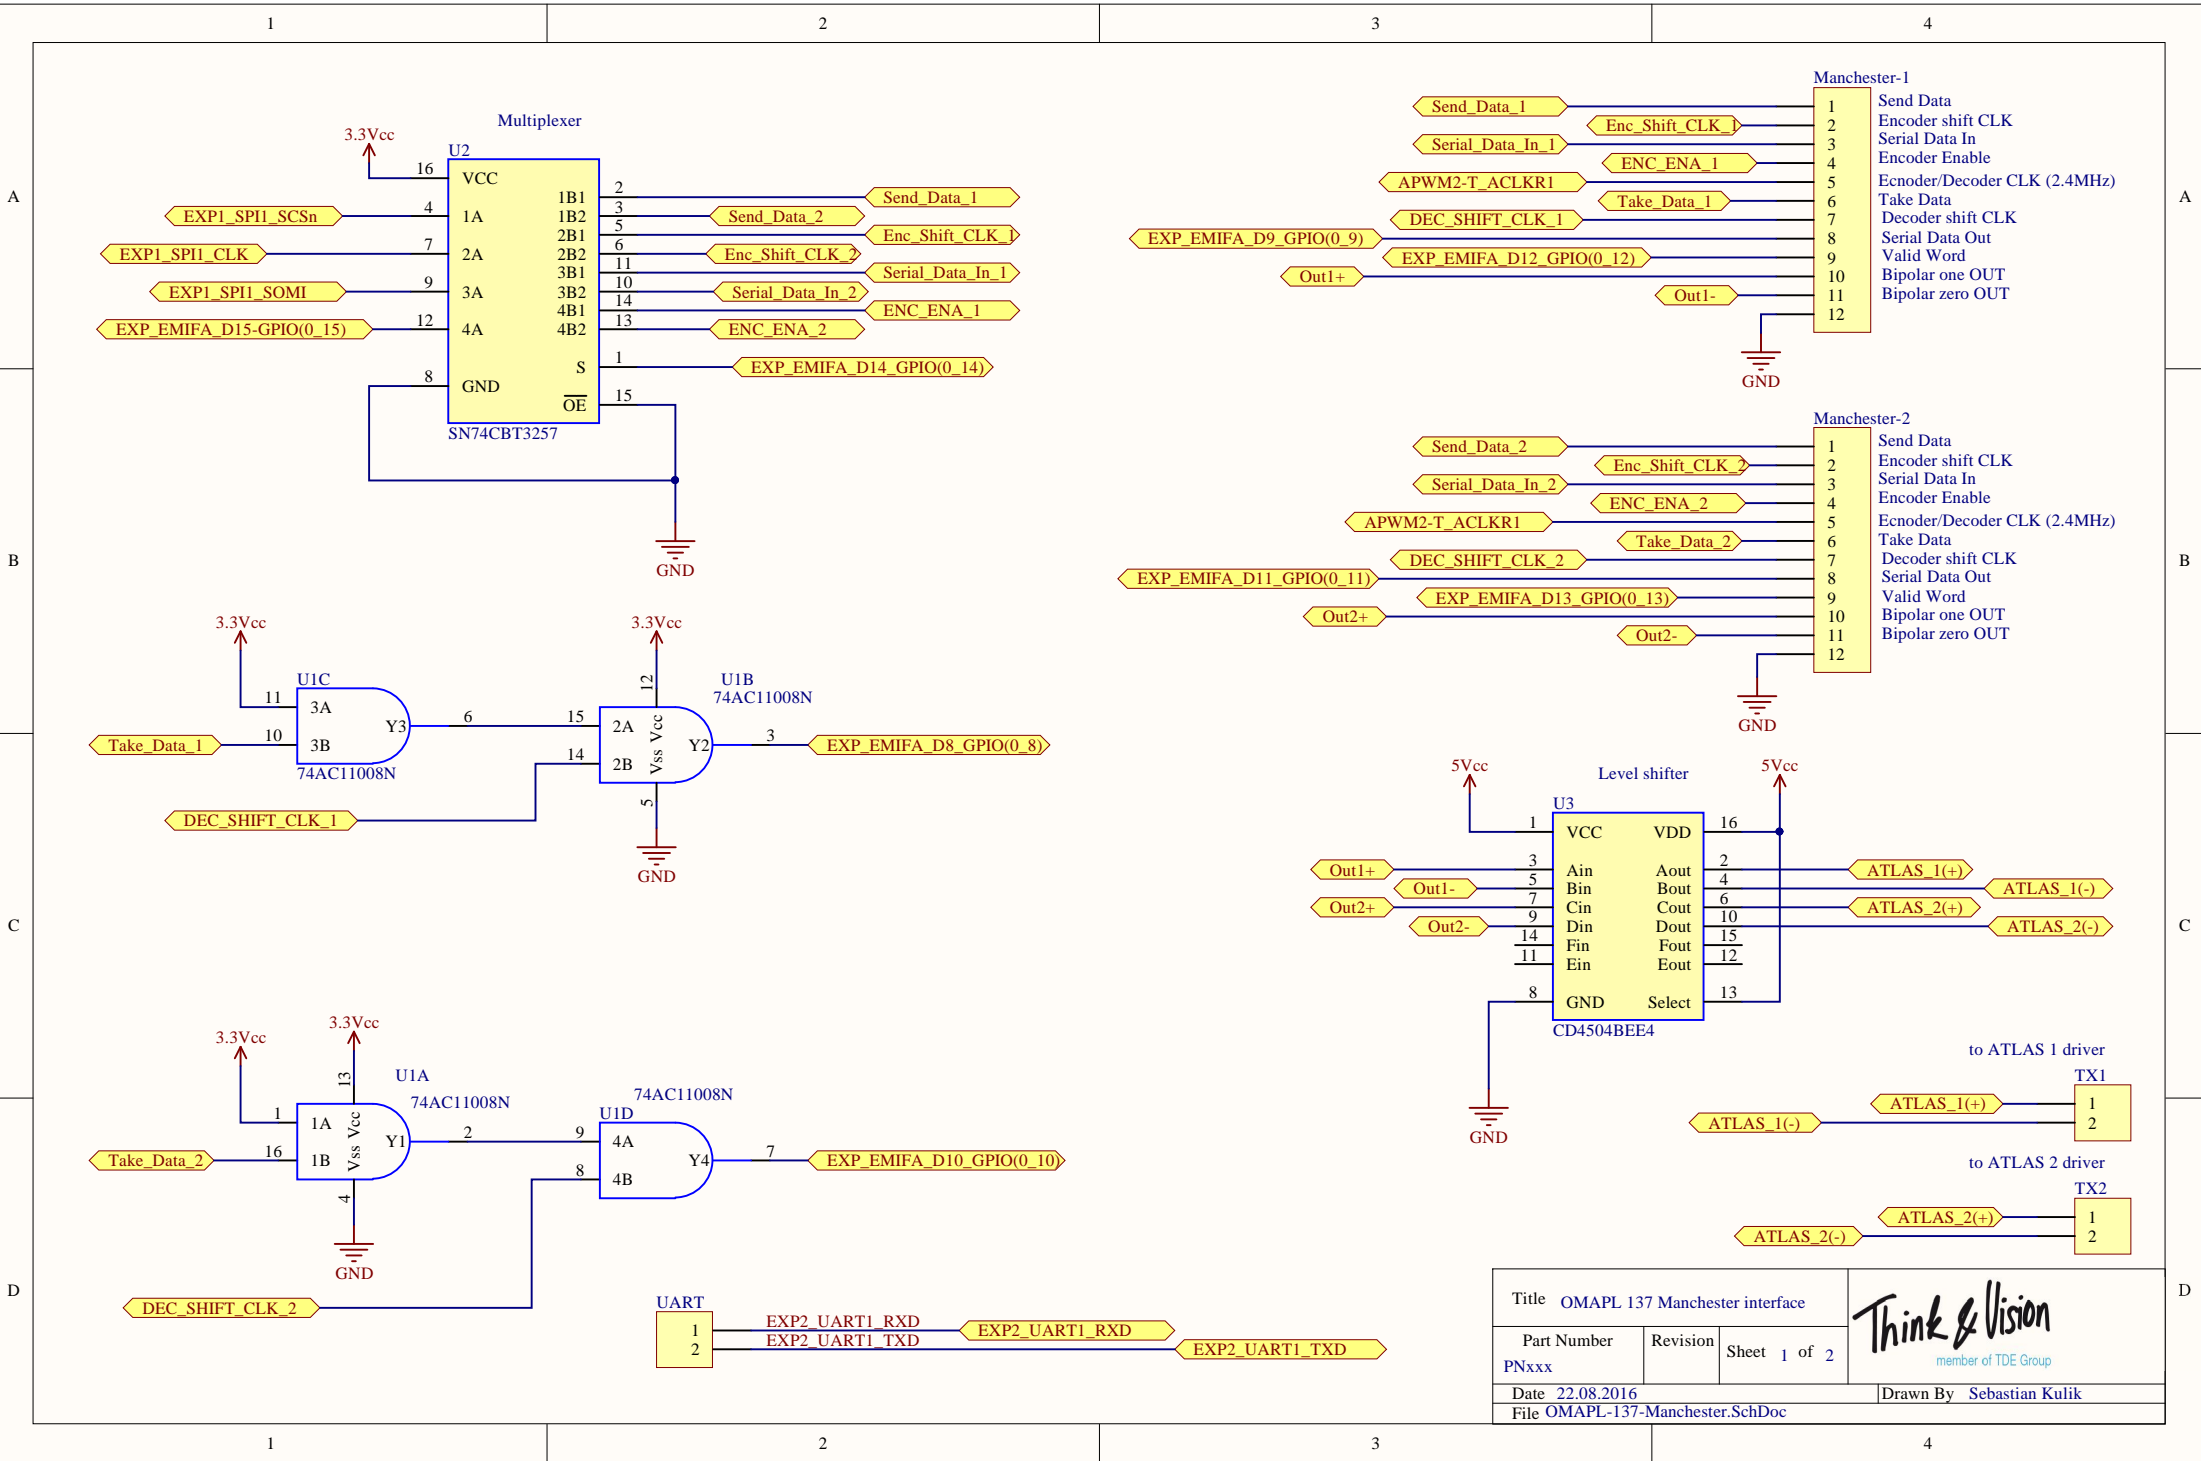 1 2 3 4
A
B
C
D
A
B
C
D
Multiplexer
3.3Vcc
U2
16 VCC
EXP1_SPI1_SCSn 4 1A
EXP1_SPI1_CLK 7 2A
EXP1_SPI1_SOMI 9 3A
EXP_EMIFA_D15-GPIO(0_15) 12 4A
8 GND
1B1 2 Send_Data_1
1B2 3 Send_Data_2
2B1 5 Enc_Shift_CLK_1
2B2 6 Enc_Shift_CLK_2
3B1 11 Serial_Data_In_1
3B2 10 Serial_Data_In_2
4B1 14 ENC_ENA_1
4B2 13 ENC_ENA_2
S 1 EXP_EMIFA_D14_GPIO(0_14)
OE 15
SN74CBT3257
GND
Manchester-1
Send_Data_1 1 Send Data
Enc_Shift_CLK_1 2 Encoder shift CLK
Serial_Data_In_1 3 Serial Data In
ENC_ENA_1 4 Encoder Enable
APWM2-T_ACLKR1 5 Ecnoder/Decoder CLK (2.4MHz)
Take_Data_1 6 Take Data
DEC_SHIFT_CLK_1 7 Decoder shift CLK
EXP_EMIFA_D9_GPIO(0_9) 8 Serial Data Out
EXP_EMIFA_D12_GPIO(0_12) 9 Valid Word
Out1+ 10 Bipolar one OUT
Out1- 11 Bipolar zero OUT
12
GND
Manchester-2
Send_Data_2 1 Send Data
Enc_Shift_CLK_2 2 Encoder shift CLK
Serial_Data_In_2 3 Serial Data In
ENC_ENA_2 4 Encoder Enable
APWM2-T_ACLKR1 5 Ecnoder/Decoder CLK (2.4MHz)
Take_Data_2 6 Take Data
DEC_SHIFT_CLK_2 7 Decoder shift CLK
EXP_EMIFA_D11_GPIO(0_11) 8 Serial Data Out
EXP_EMIFA_D13_GPIO(0_13) 9 Valid Word
Out2+ 10 Bipolar one OUT
Out2- 11 Bipolar zero OUT
12
GND
3.3Vcc
U1C
11 3A
Take_Data_1 10 3B
Y3 6
74AC11008N
3.3Vcc
U1B
74AC11008N
12
15 2A
14 2B
Vss Vcc
Y2 3 EXP_EMIFA_D8_GPIO(0_8)
5
DEC_SHIFT_CLK_1
GND
Level shifter
5Vcc
5Vcc
U3
1 VCC VDD 16
Out1+ 3 Ain Aout 2 ATLAS_1(+)
Out1- 5 Bin Bout 4 ATLAS_1(-)
Out2+ 7 Cin Cout 6 ATLAS_2(+)
Out2- 9 Din Dout 10 ATLAS_2(-)
14 Fin Fout 15
11 Ein Eout 12
8 GND Select 13
CD4504BEE4
GND
3.3Vcc
3.3Vcc
U1A
74AC11008N
13
1 1A
Take_Data_2 16 1B
Vss Vcc
Y1 2
4
GND
74AC11008N
U1D
9 4A
8 4B
Y4 7 EXP_EMIFA_D10_GPIO(0_10)
DEC_SHIFT_CLK_2
to ATLAS 1 driver
TX1
ATLAS_1(+) 1
ATLAS_1(-) 2
to ATLAS 2 driver
TX2
ATLAS_2(+) 1
ATLAS_2(-) 2
UART
1 EXP2_UART1_RXD EXP2_UART1_RXD
2 EXP2_UART1_TXD EXP2_UART1_TXD
Title OMAPL 137 Manchester interface
Part Number Revision Sheet 1 of 2
PNxxx
Think & Vision
member of TDE Group
Date 22.08.2016 Drawn By Sebastian Kulik
File OMAPL-137-Manchester.SchDoc
1 2 3 4